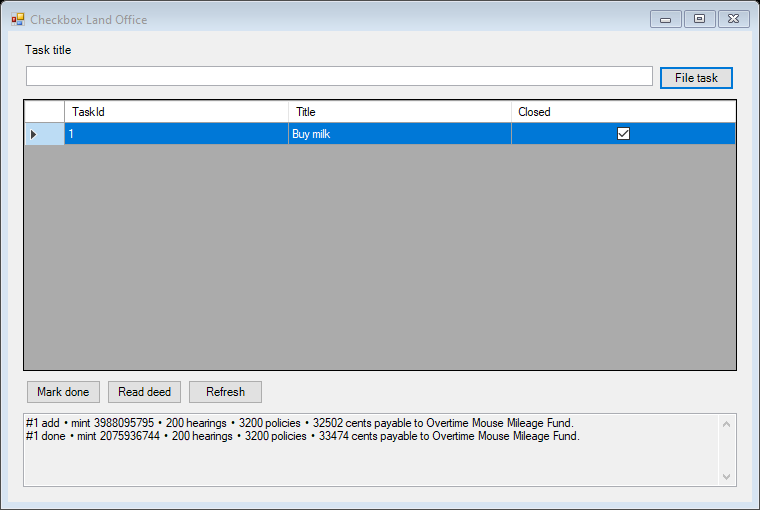 Checkbox Land Office
Task title
File task
TaskId Title Closed
1 Buy milk
Mark done Read deed Refresh
#1 add • mint 3988095795 • 200 hearings • 3200 policies • 32502 cents payable to Overtime Mouse Mileage Fund.
#1 done • mint 2075936744 • 200 hearings • 3200 policies • 33474 cents payable to Overtime Mouse Mileage Fund.